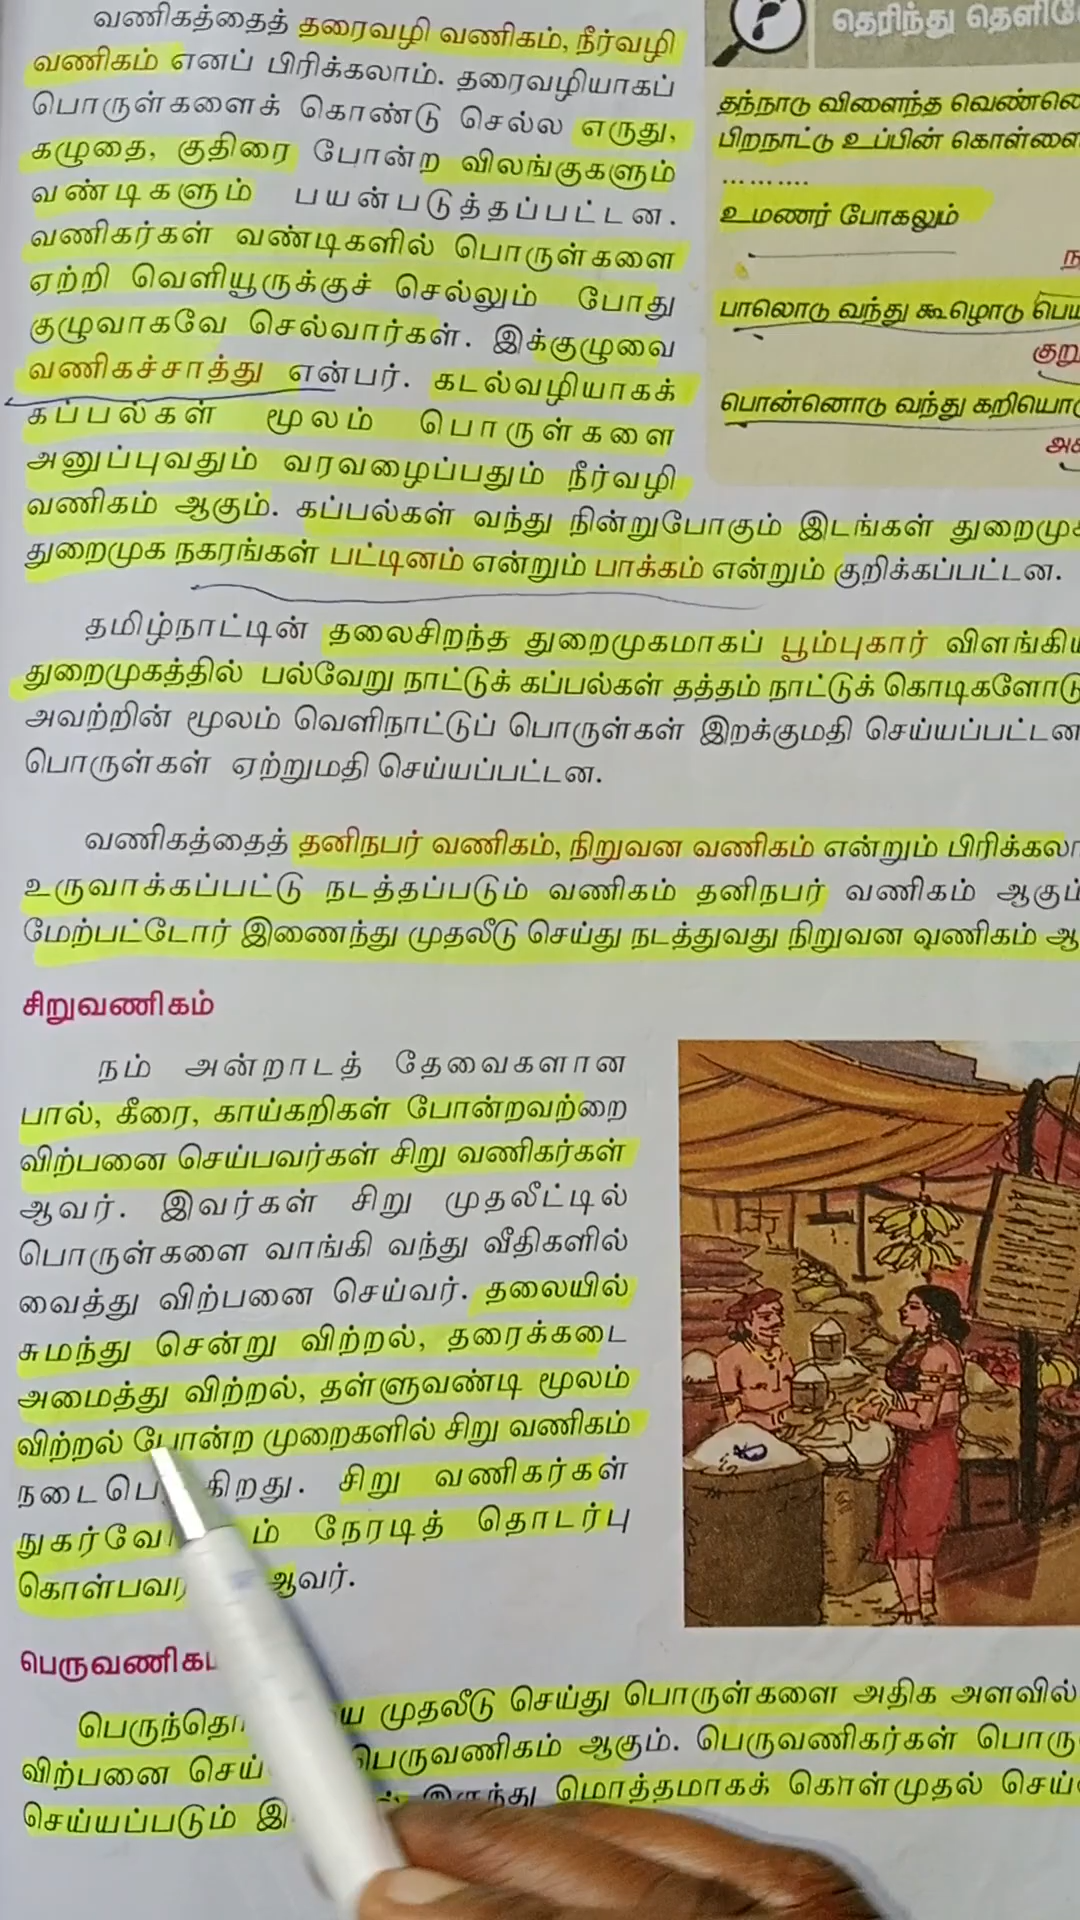 வணிகத்தைத் தரைவழி வணிகம், நீர்வழி
வணிகம் எனப் பிரிக்கலாம். தரைவழியாகப்
பொருள்களைக் கொண்டு செல்ல எருது,
கழுதை, குதிரை போன்ற விலங்குகளும்
வண்டிகளும் பயன்படுத்தப்பட்டன.
வணிகர்கள் வண்டிகளில் பொருள்களை
ஏற்றி வெளியூருக்குச் செல்லும் போது
குழுவாகவே செல்வார்கள். இக்குழுவை
வணிகச்சாத்து என்பர். கடல்வழியாகக்
கப்பல்கள் மூலம் பொருள்களை
அனுப்புவதும் வரவழைப்பதும் நீர்வழி
வணிகம் ஆகும். கப்பல்கள் வந்து நின்றுபோகும் இடங்கள்
துறைமுக நகரங்கள் பட்டினம் என்றும் பாக்கம் என்றும் குறிக்கப்பட்டன.
தெரிந்து
தந்நாடு விளைந்த
பிறநாட்டு உப்பின்
..........
உமணர் போகலும்
பாலொடு வந்து கூழொடு
பொன்னொடு வந்து
தமிழ்நாட்டின் தலைசிறந்த துறைமுகமாகப் பூம்புகார்
துறைமுகத்தில் பல்வேறு நாட்டுக் கப்பல்கள் தத்தம் நாட்டுக்
அவற்றின் மூலம் வெளிநாட்டுப் பொருள்கள் இறக்குமதி
பொருள்கள் ஏற்றுமதி செய்யப்பட்டன.
வணிகத்தைத் தனிநபர் வணிகம், நிறுவன வணிகம் என்றும்
உருவாக்கப்பட்டு நடத்தப்படும் வணிகம் தனிநபர் வணிகம்
மேற்பட்டோர் இணைந்து முதலீடு செய்து நடத்துவது நிறுவன வணிகம்
சிறுவணிகம்
நம் அன்றாடத் தேவைகளான
பால், கீரை, காய்கறிகள் போன்றவற்றை
விற்பனை செய்பவர்கள் சிறு வணிகர்கள்
ஆவர். இவர்கள் சிறு முதலீட்டில்
பொருள்களை வாங்கி வந்து வீதிகளில்
வைத்து விற்பனை செய்வர். தலையில்
சுமந்து சென்று விற்றல், தரைக்கடை
அமைத்து விற்றல், தள்ளுவண்டி மூலம்
விற்றல் போன்ற முறைகளில் சிறு வணிகம்
சிறு வணிகர்கள்
நேரடித் தொடர்பு
ஆவர்.
முதலீடு செய்து பொருள்களை அதிக அளவில்
விற்பனை பெருவணிகம் ஆகும். பெருவணிகர்கள்
செய்யப்படும் இருந்து மொத்தமாகக் கொள்முதல்